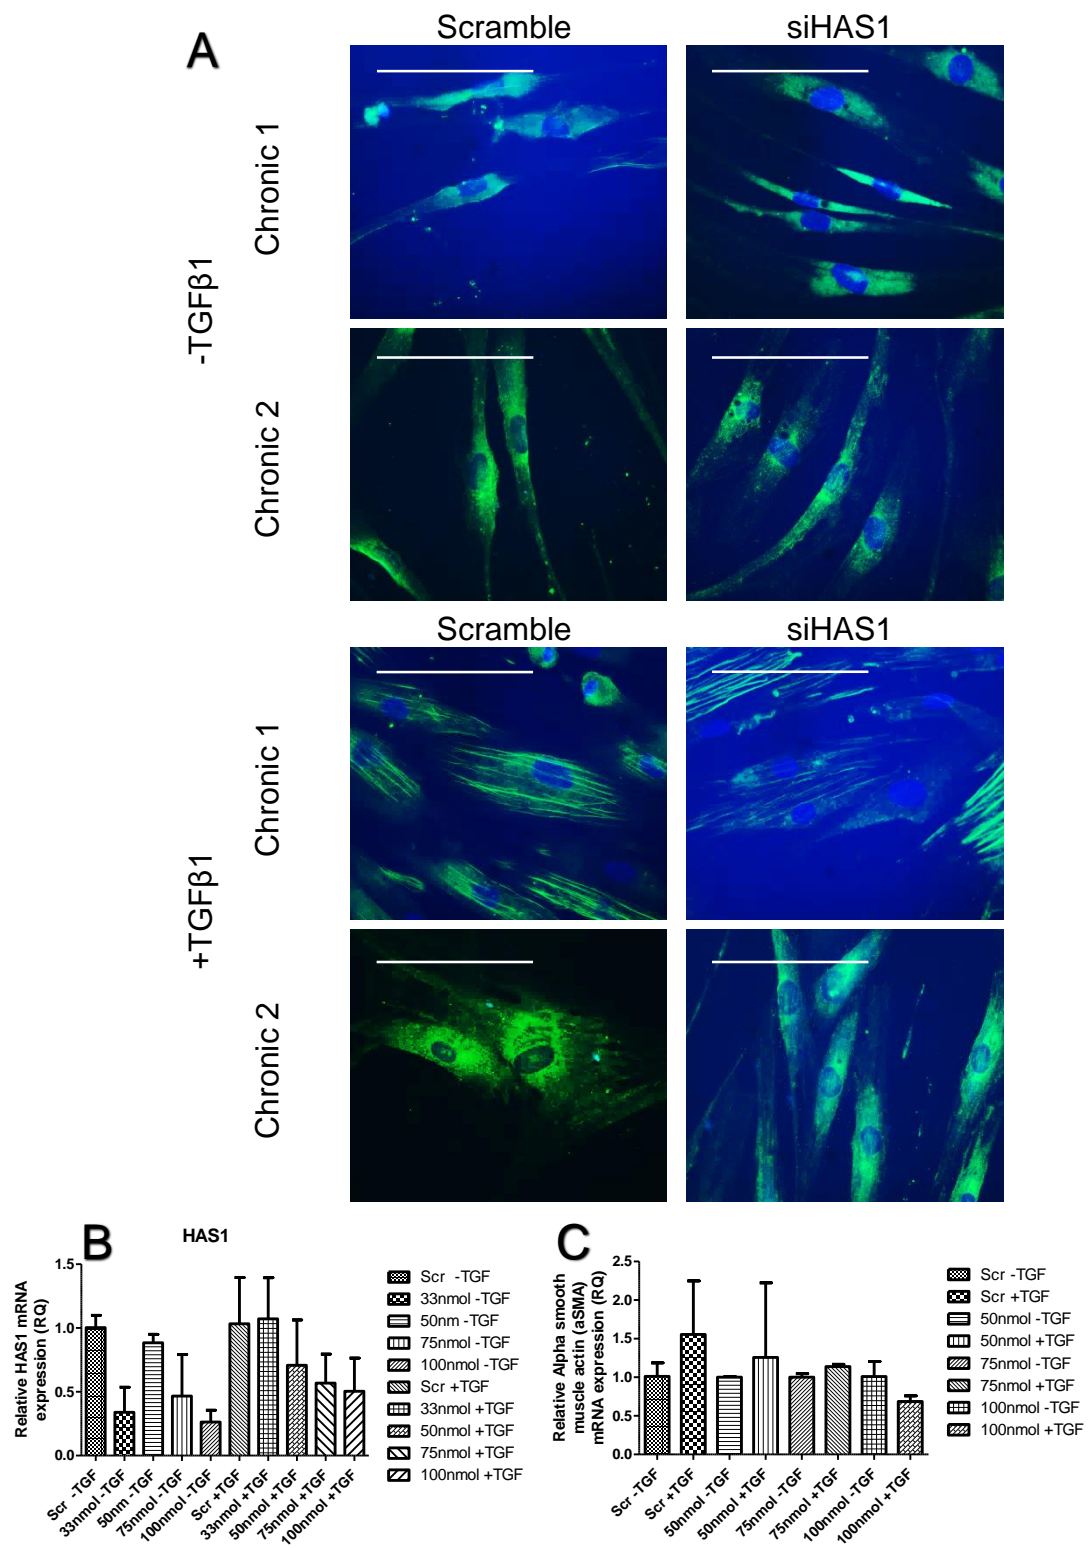 A
Scramble
siHAS1
-TGFβ1
Chronic 1
Chronic 2
Scramble
siHAS1
+TGFβ1
Chronic 1
Chronic 2
B
HAS1
Relative HAS1 mRNA
expression (RQ)
1.5
1.0
0.5
0.0
Scr -TGF
33nmol -TGF
50nm -TGF
75nmol -TGF
100nmol -TGF
Scr +TGF
33nmol +TGF
50nmol +TGF
75nmol +TGF
100nmol +TGF
Scr -TGF
33nmol -TGF
50nm -TGF
75nmol -TGF
100nmol -TGF
Scr +TGF
33nmol +TGF
50nmol +TGF
75nmol +TGF
100nmol +TGF
C
Relative Alpha smooth
muscle actin (aSMA)
mRNA expression (RQ)
2.5
2.0
1.5
1.0
0.5
0.0
Scr -TGF
Scr +TGF
50nmol -TGF
50nmol +TGF
75nmol -TGF
75nmol +TGF
100nmol -TGF
100nmol +TGF
Scr -TGF
Scr +TGF
50nmol -TGF
50nmol +TGF
75nmol -TGF
75nmol +TGF
100nmol -TGF
100nmol +TGF